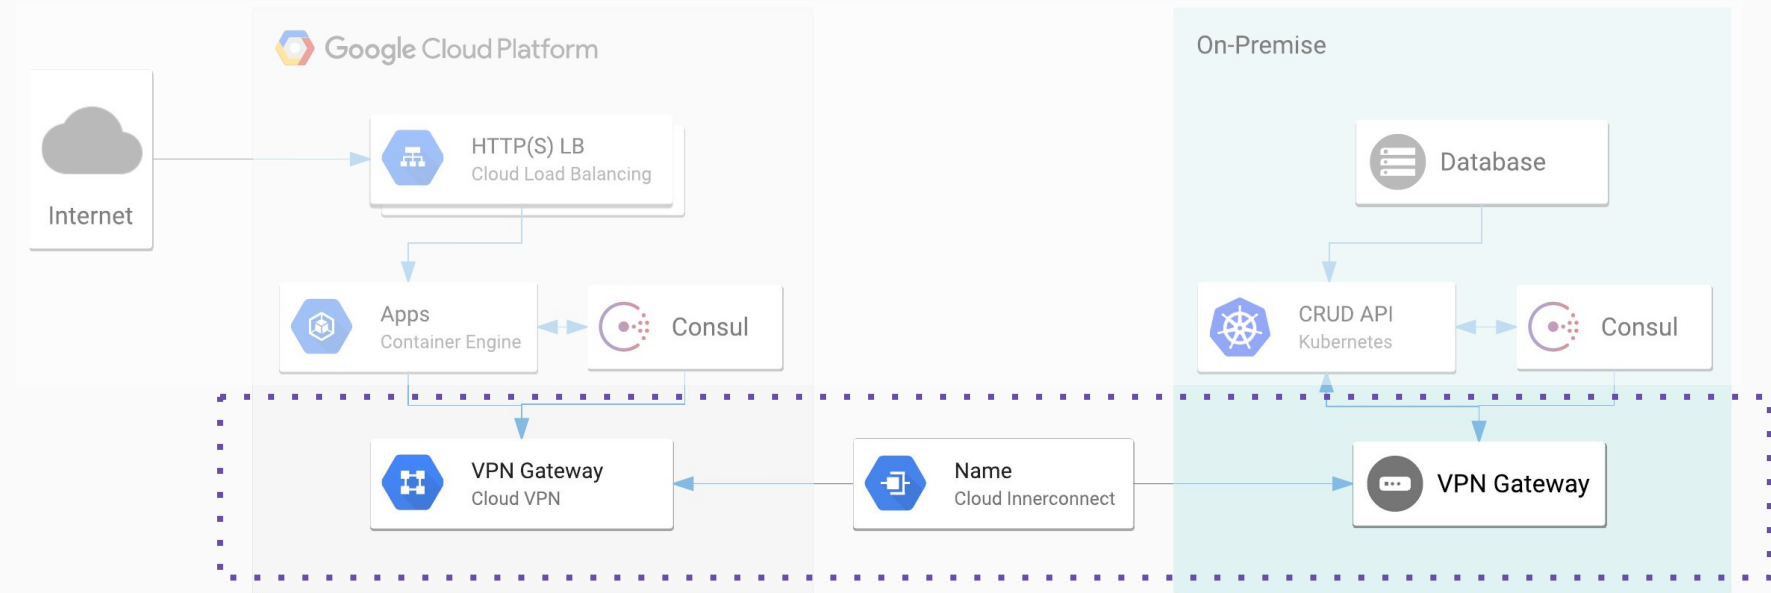 Google Cloud Platform
On-Premise
Internet
HTTP(S) LB
Cloud Load Balancing
Database
Apps
Container Engine
Consul
CRUD API
Kubernetes
Consul
VPN Gateway
Cloud VPN
Name
Cloud Innerconnect
VPN Gateway